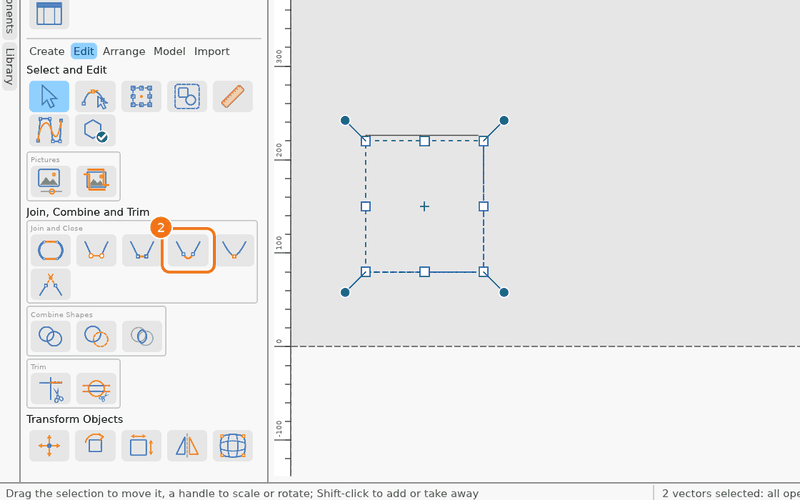 Library
Create Edit Arrange Model Import
Select and Edit
Pictures
Join, Combine and Trim
2
Join and Close
Combine Shapes
Trim
Transform Objects
300
200
100
0
-100
Drag the selection to move it, a handle to scale or rotate; Shift-click to add or take away
2 vectors selected: all